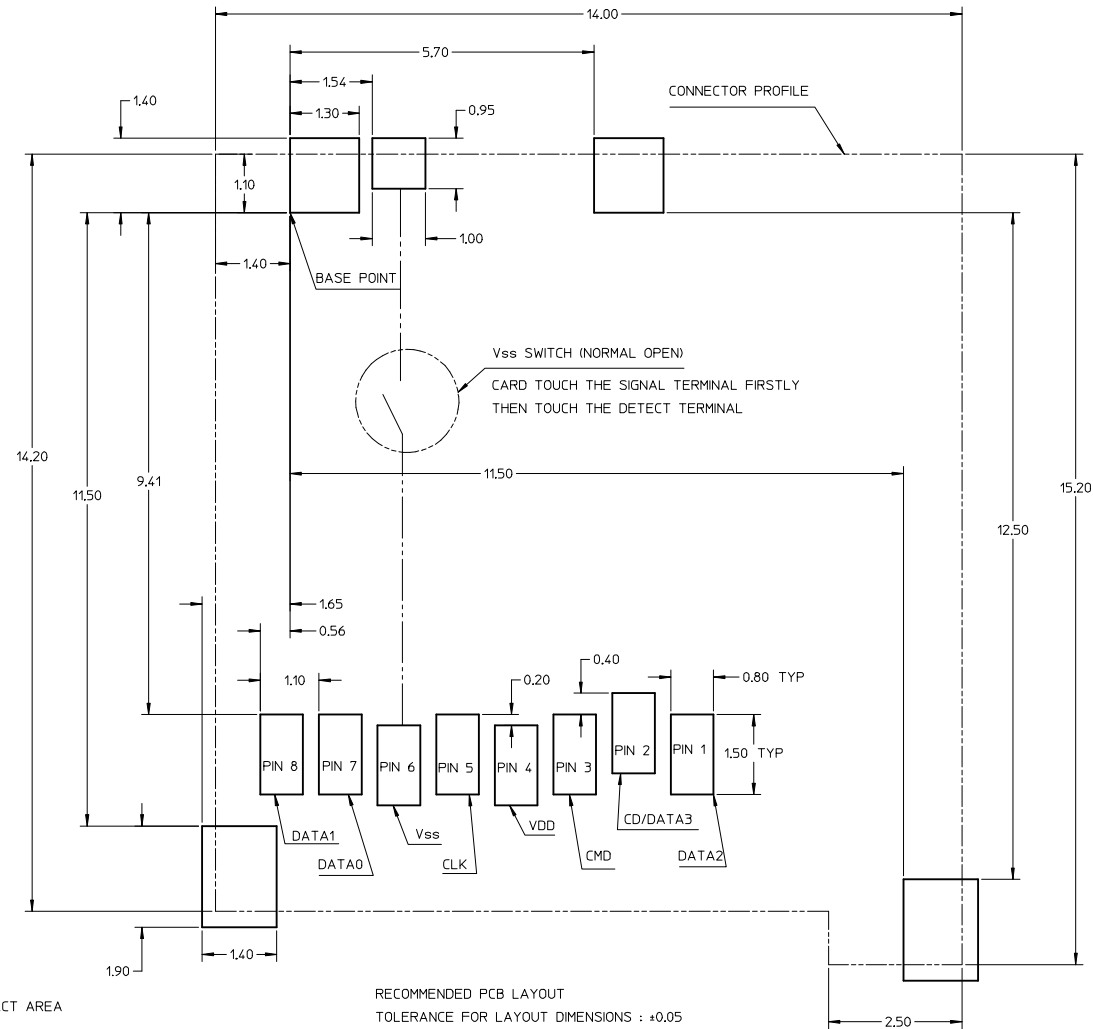 14.00
5.70
1.54
CONNECTOR PROFILE
1.40
1.30
0.95
1.10
1.00
1.40
BASE POINT
Vss SWITCH (NORMAL OPEN)
CARD TOUCH THE SIGNAL TERMINAL FIRSTLY
THEN TOUCH THE DETECT TERMINAL
14.20
11.50
9.41
11.50
15.20
12.50
1.65
0.56
0.40
1.10
0.20
0.80 TYP
PIN 8
PIN 7
PIN 6
PIN 5
PIN 4
PIN 3
PIN 2
PIN 1
1.50 TYP
DATA1
Vss
VDD
CD/DATA3
DATA0
CLK
CMD
DATA2
1.40
1.90
CT AREA
RECOMMENDED PCB LAYOUT
TOLERANCE FOR LAYOUT DIMENSIONS : ±0.05
2.50